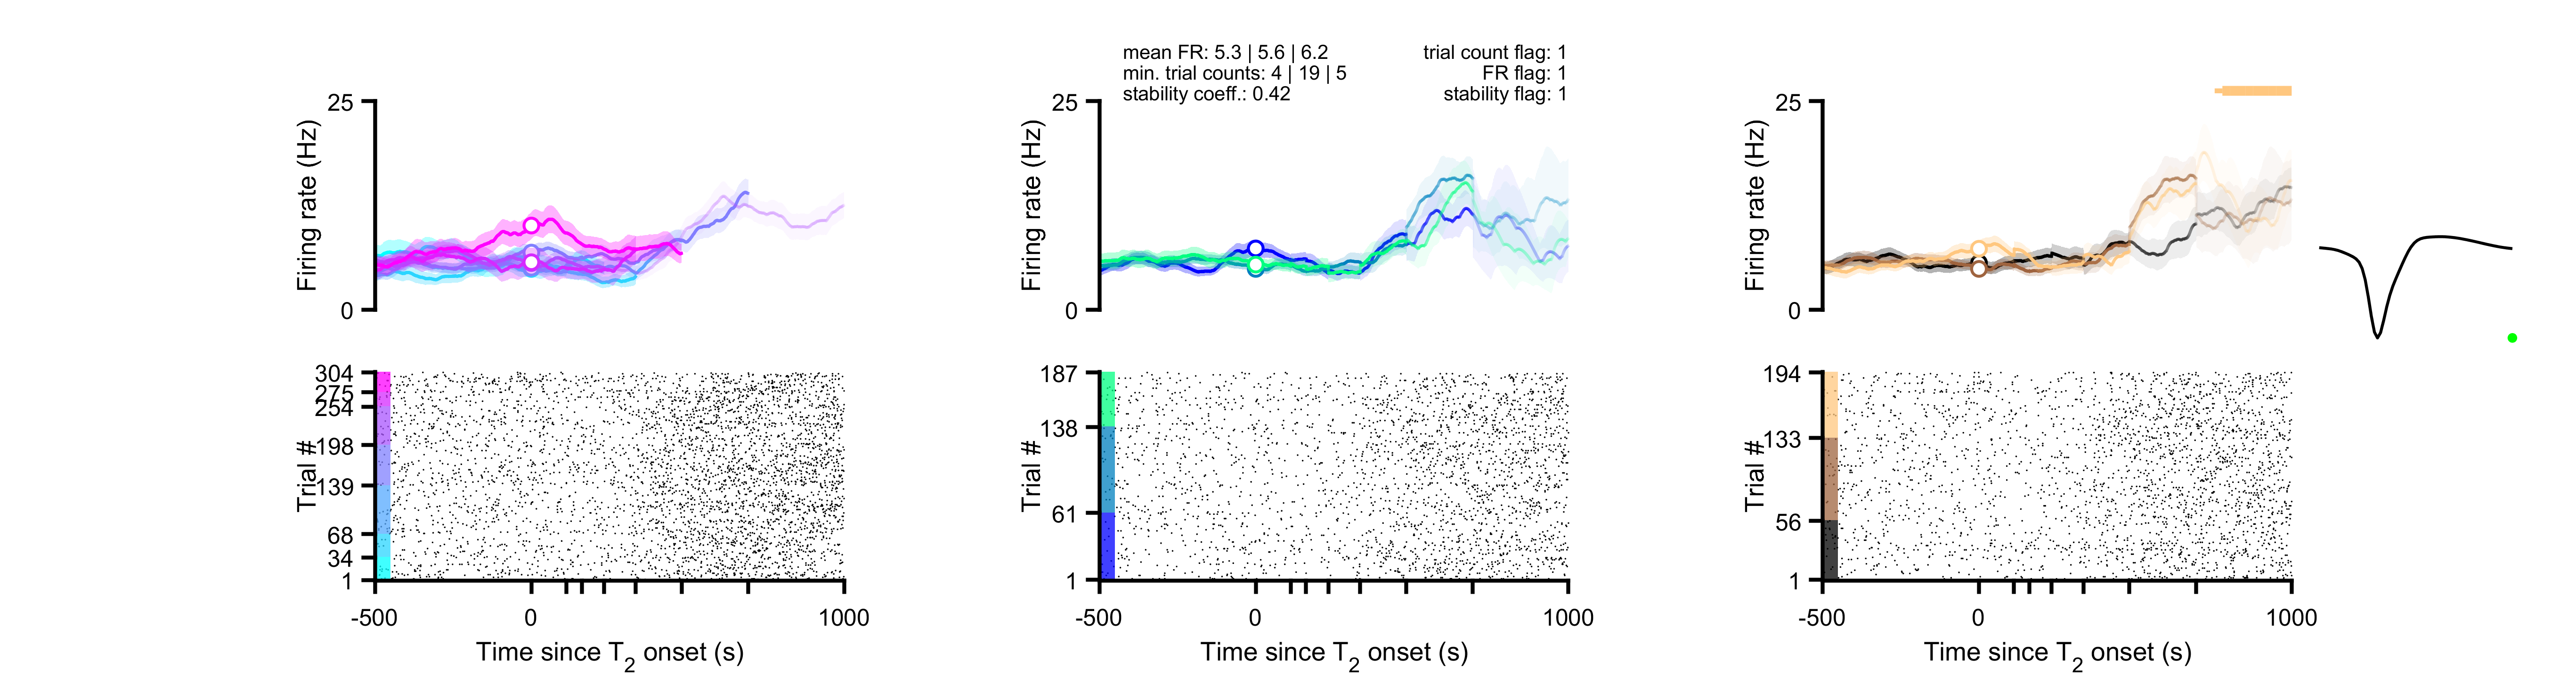 mean FR: 5.3 | 5.6 | 6.2
min. trial counts: 4 | 19 | 5
stability coeff.: 0.42
trial count flag: 1
FR flag: 1
stability flag: 1
25
Firing rate (Hz)
0
304
275
254
198
139
68
34
1
Trial #
-500
0
1000
Time since T2 onset (s)
25
Firing rate (Hz)
0
187
138
61
1
Trial #
-500
0
1000
Time since T2 onset (s)
25
Firing rate (Hz)
0
194
133
56
1
Trial #
-500
0
1000
Time since T2 onset (s)